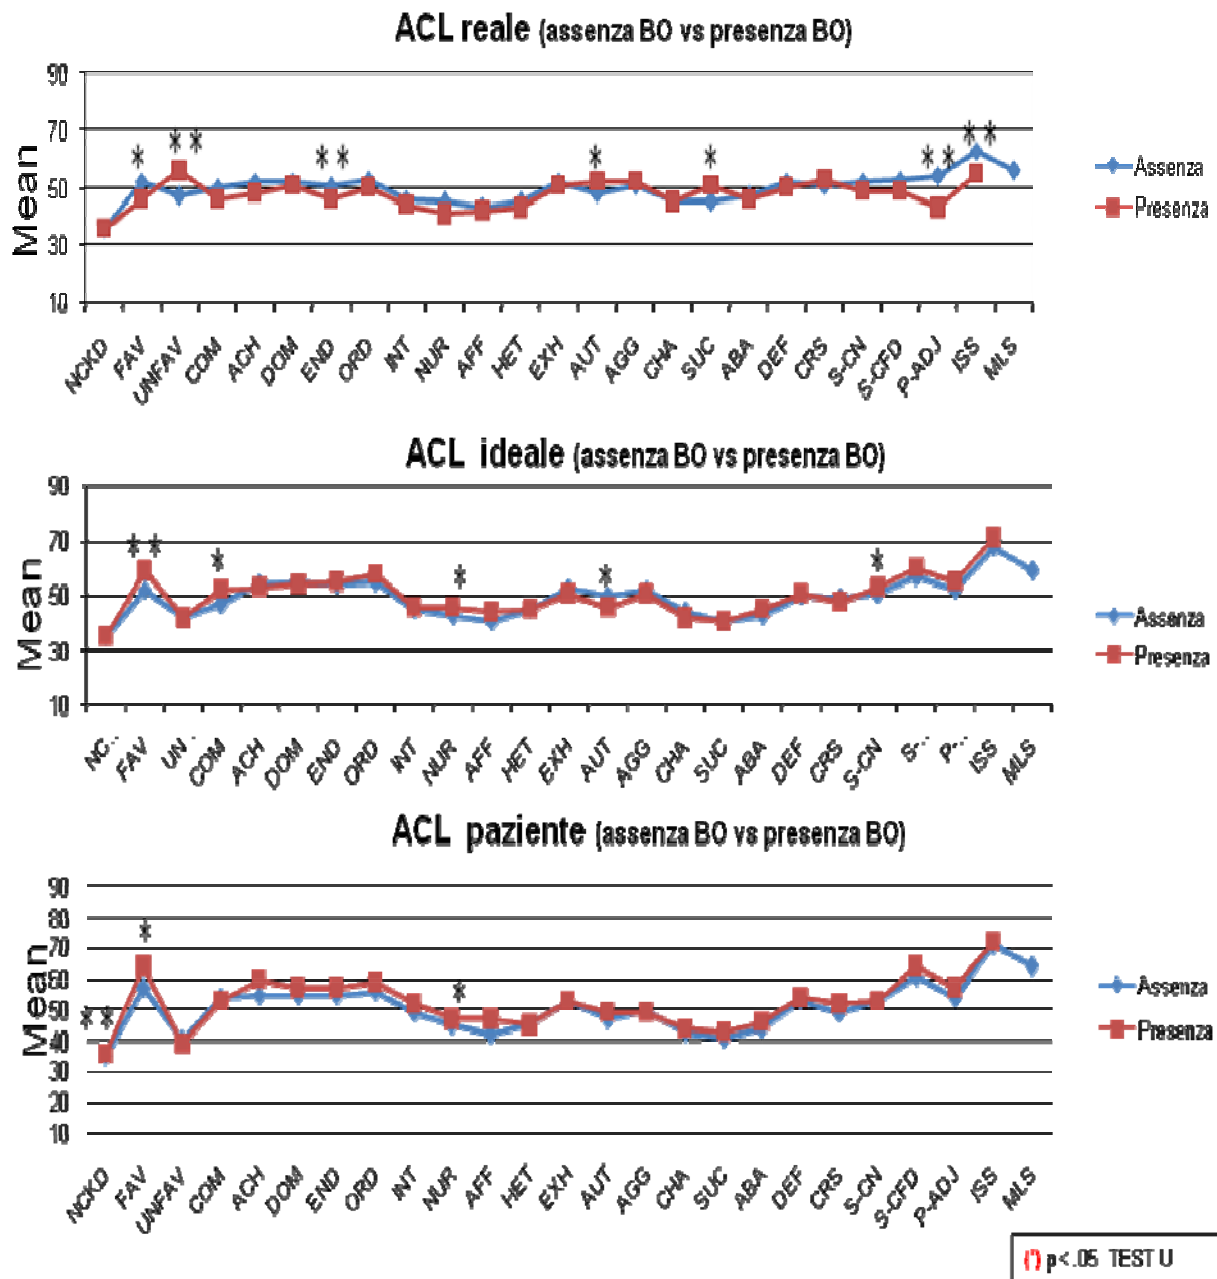 ACL reale (assenza BO vs presenza BO)
Mean
90
70
50
30
10
* ** ** * * ** **
NCKD FAV UNFAV COM ACH DOM END ORD INT NUR AFF HET EXH AUT AGG CHA SUC ABA DEF CRS S-CN S-CFD P-ADJ ISS MLS
Assenza
Presenza
ACL ideale (assenza BO vs presenza BO)
Mean
90
70
50
30
10
** * * * *
NC... FAV UN... COM ACH DOM END ORD INT NUR AFF HET EXH AUT AGG CHA SUC ABA DEF CRS S-CN S-... P-... ISS MLS
Assenza
Presenza
ACL paziente (assenza BO vs presenza BO)
Mean
90
80
70
60
50
40
30
20
10
** * *
NCKD FAV UNFAV COM ACH DOM END ORD INT NUR AFF HET EXH AUT AGG CHA SUC ABA DEF CRS S-CN S-CFD P-ADJ ISS MLS
Assenza
Presenza
(*) p<.05 TEST U